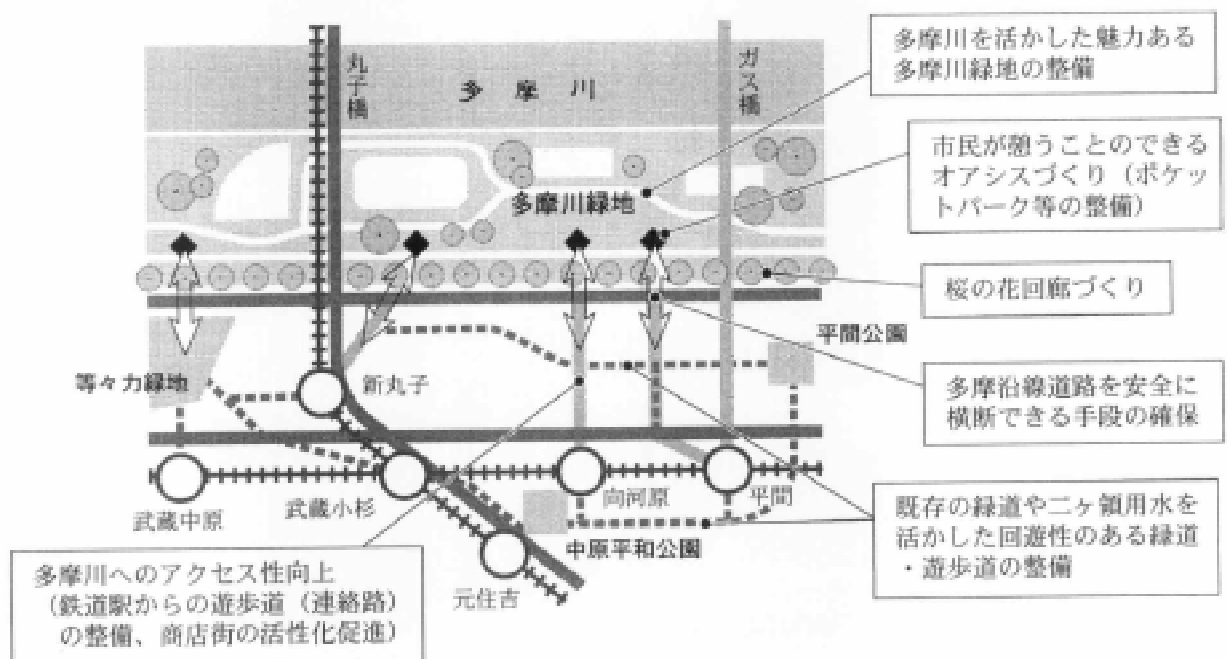 多摩川を活かした魅力ある
多摩川緑地の整備
丸子橋
多摩川
ガス橋
市民が憩うことのできる
オアシスづくり（ポケッ
トパーク等の整備）
多摩川緑地
桜の花回廊づくり
平間公園
等々力緑地
新丸子
多摩沿線道路を安全に
横断できる手段の確保
武蔵中原
武蔵小杉
向河原
平間
既存の緑道や二ヶ領用水を
活かした回遊性のある緑道
・遊歩道の整備
中原平和公園
元住吉
多摩川へのアクセス性向上
（鉄道駅からの遊歩道（連絡路）
の整備、商店街の活性化促進）